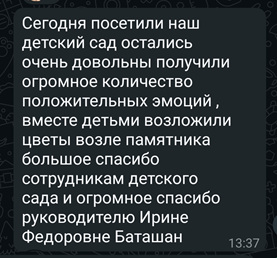 Сегодня посетили наш
детский сад остались
очень довольны получили
огромное количество
положительных эмоций ,
вместе детьми возложили
цветы возле памятника
большое спасибо
сотрудникам детского
сада и огромное спасибо
руководителю Ирине
Федоровне Баташан
13:37